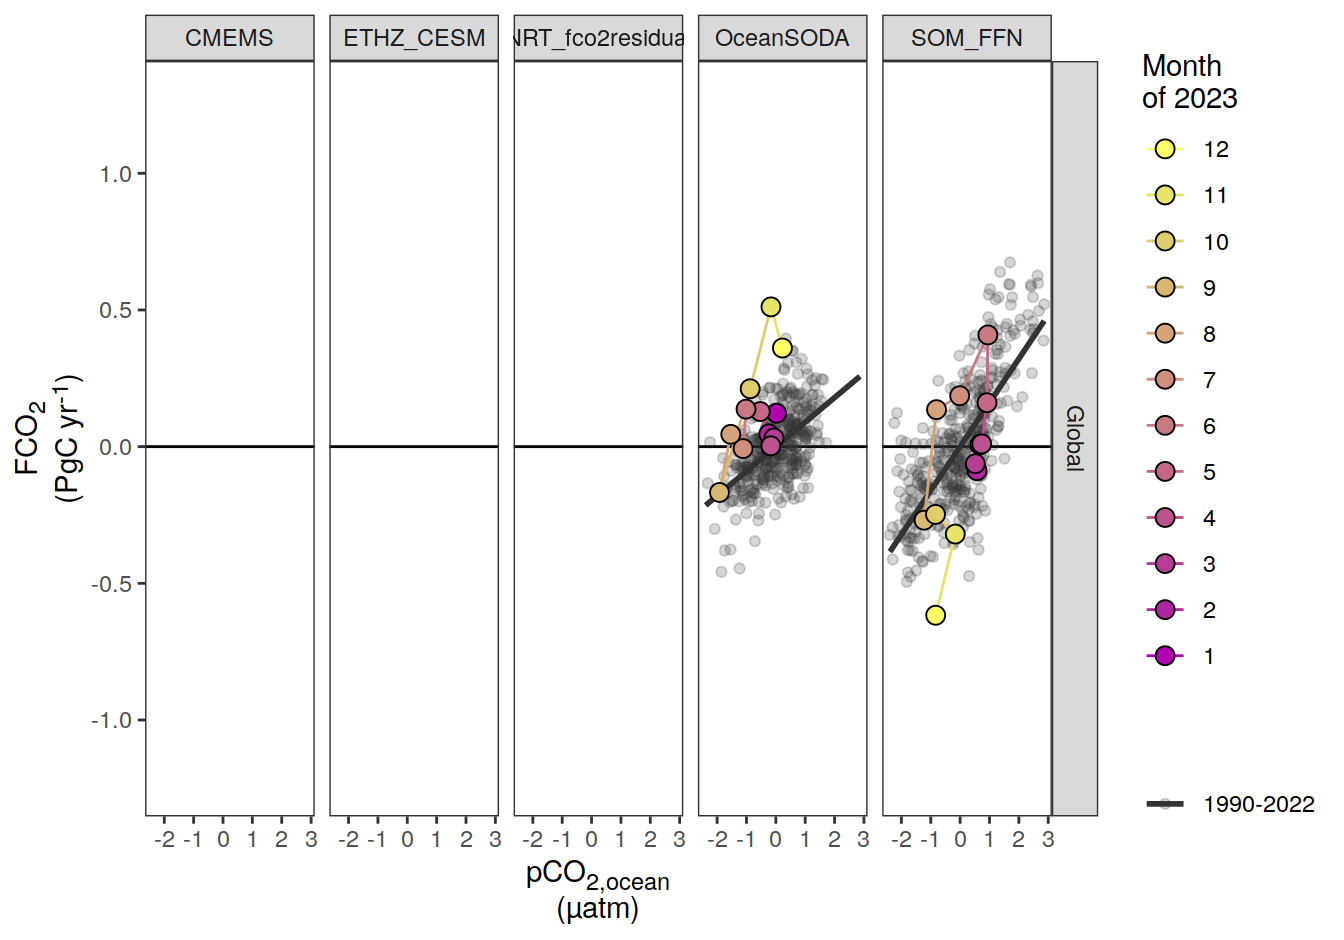 CMEMS ETHZ_CESM NRT_fco2residua OceanSODA SOM_FFN
FCO2
(PgC yr-1)
1.0
0.5
0.0
-0.5
-1.0
Global
-2 -1 0 1 2 3 -2 -1 0 1 2 3 -2 -1 0 1 2 3 -2 -1 0 1 2 3 -2 -1 0 1 2 3
pCO2,ocean
(µatm)
Month
of 2023
12
11
10
9
8
7
6
5
4
3
2
1
1990-2022